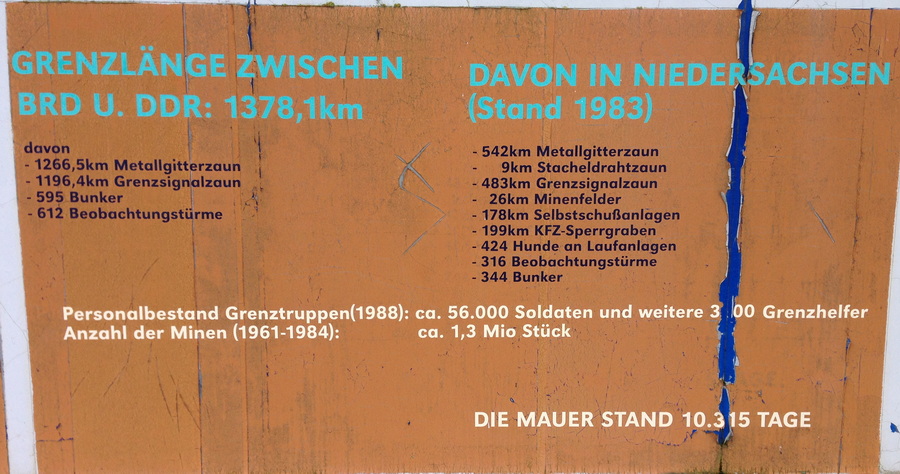 GRENZLÄNGE ZWISCHEN
BRD U. DDR: 1378,1km
davon
- 1266,5km Metallgitterzaun
- 1196,4km Grenzsignalzaun
- 595 Bunker
- 612 Beobachtungstürme
DAVON IN NIEDERSACHSEN
(Stand 1983)
- 542km Metallgitterzaun
- 9km Stacheldrahtzaun
- 483km Grenzsignalzaun
- 26km Minenfelder
- 178km Selbstschußanlagen
- 199km KFZ-Sperrgraben
- 424 Hunde an Laufanlagen
- 316 Beobachtungstürme
- 344 Bunker
Personalbestand Grenztruppen(1988): ca. 56.000 Soldaten und weitere Grenzhelfer
Anzahl der Minen (1961-1984): ca. 1,3 Mio Stück
DIE MAUER STAND 10.315 TAGE